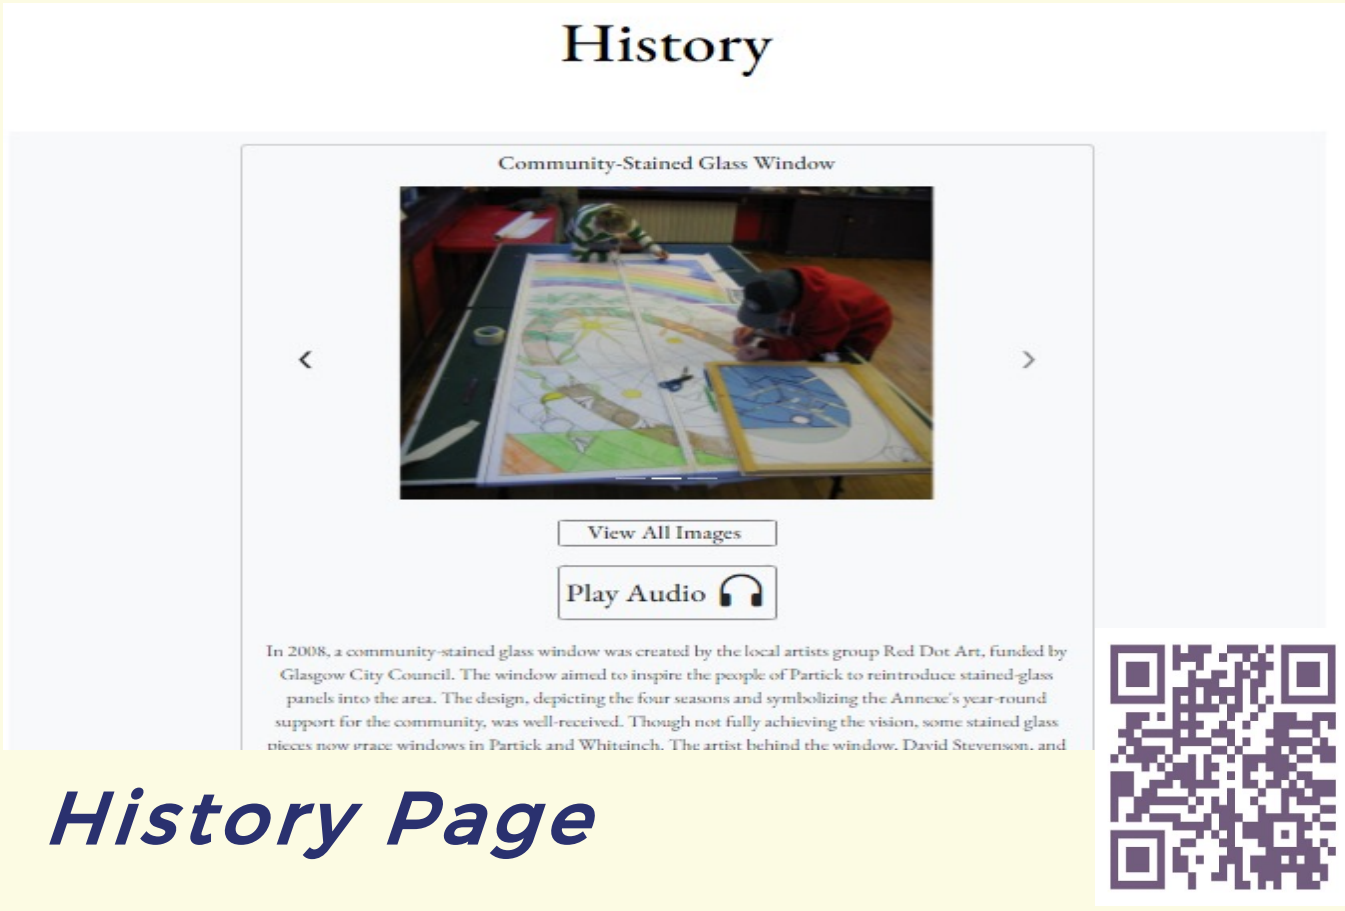 History
Community-Stained Glass Window
View All Images
Play Audio
In 2008, a community-stained glass window was created by the local artists group Red Dot Art, funded by
Glasgow City Council. The window aimed to inspire the people of Partick to reintroduce stained-glass
panels into the area. The design, depicting the four seasons and symbolizing the Annexe's year-round
support for the community, was well-received. Though not fully achieving the vision, some stained glass
pieces now grace windows in Partick and Whiteinch. The artist behind the window, David Stevenson, and
History Page